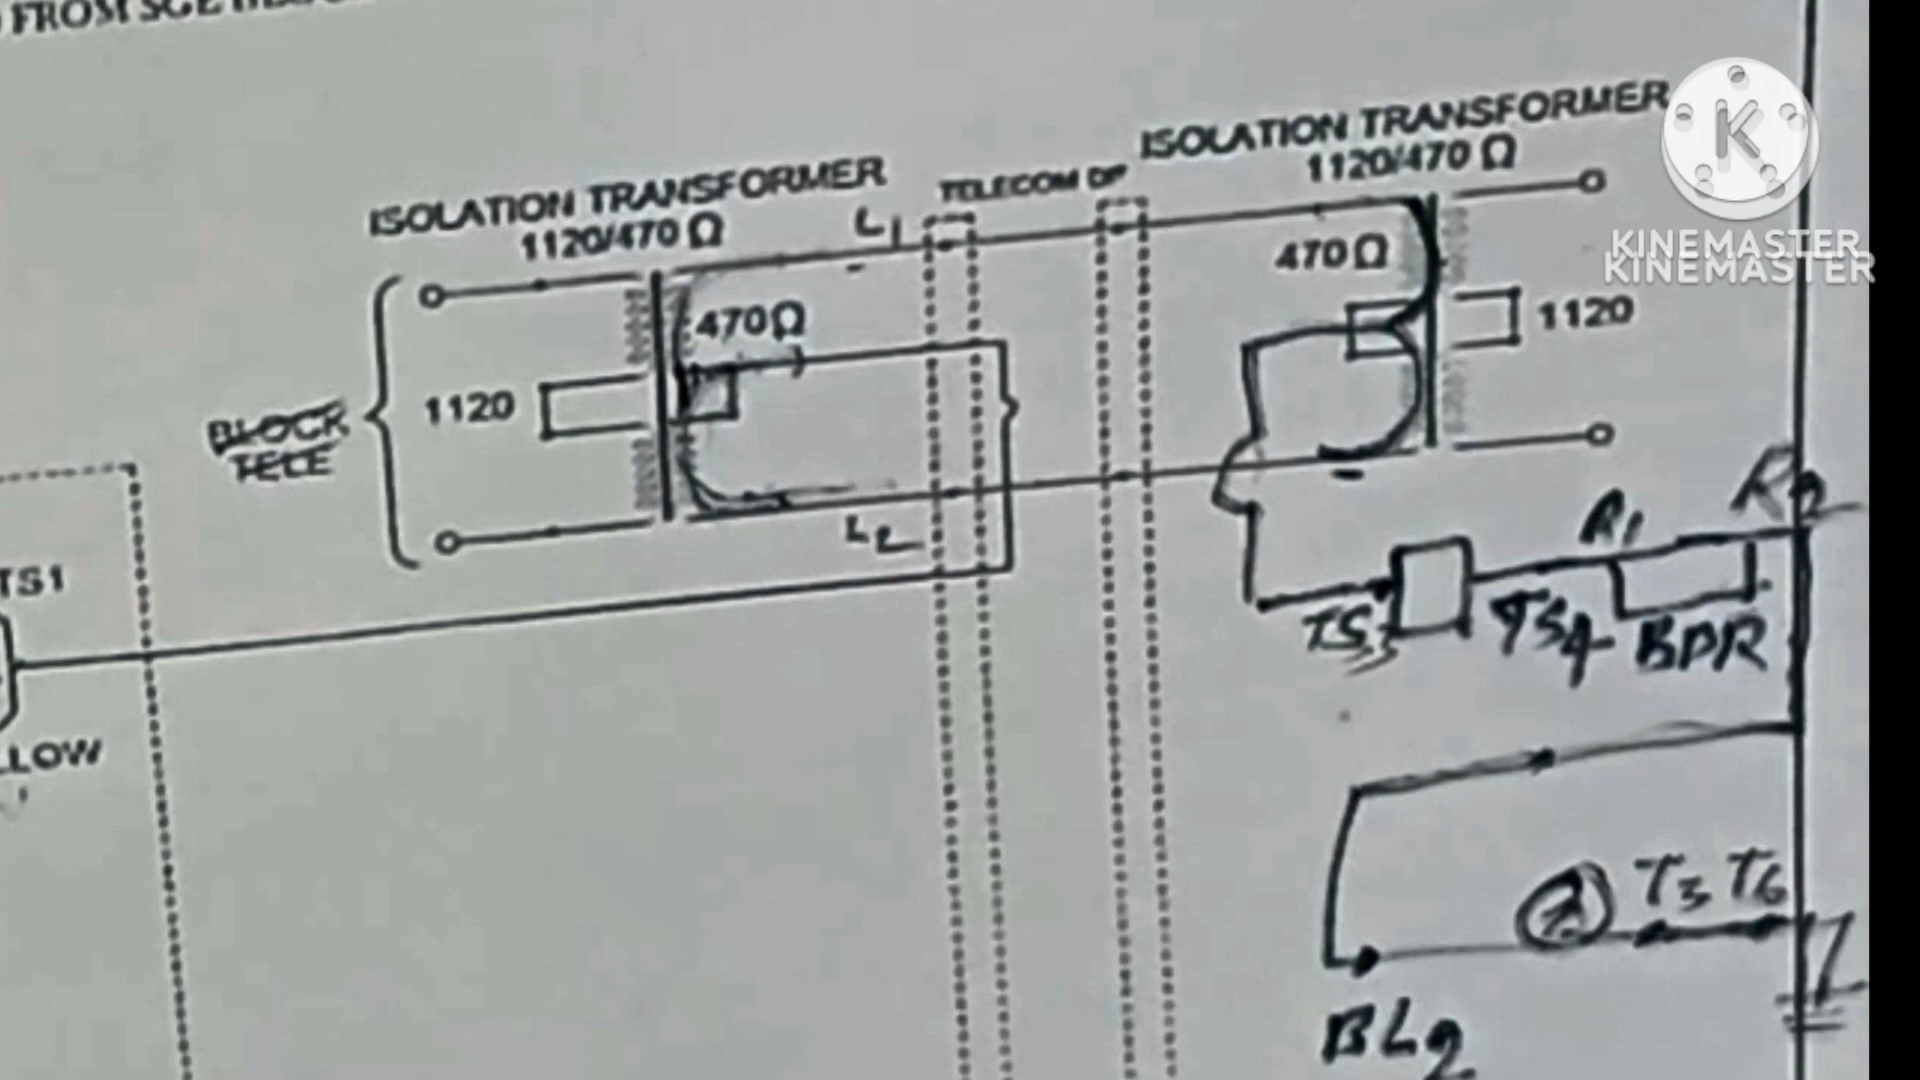 FROM SGE
ISOLATION TRANSFORMER
1120/470 Ω
TELECOM DP
ISOLATION TRANSFORMER
1120/470 Ω
K
KINEMASTER
KINEMASTER
L1
470Ω
470Ω
1120
1120
BLOCK
TELE
L2
R1
R2
TS1
TS3
TS4
BPR
LLOW
T3 T6
BL2